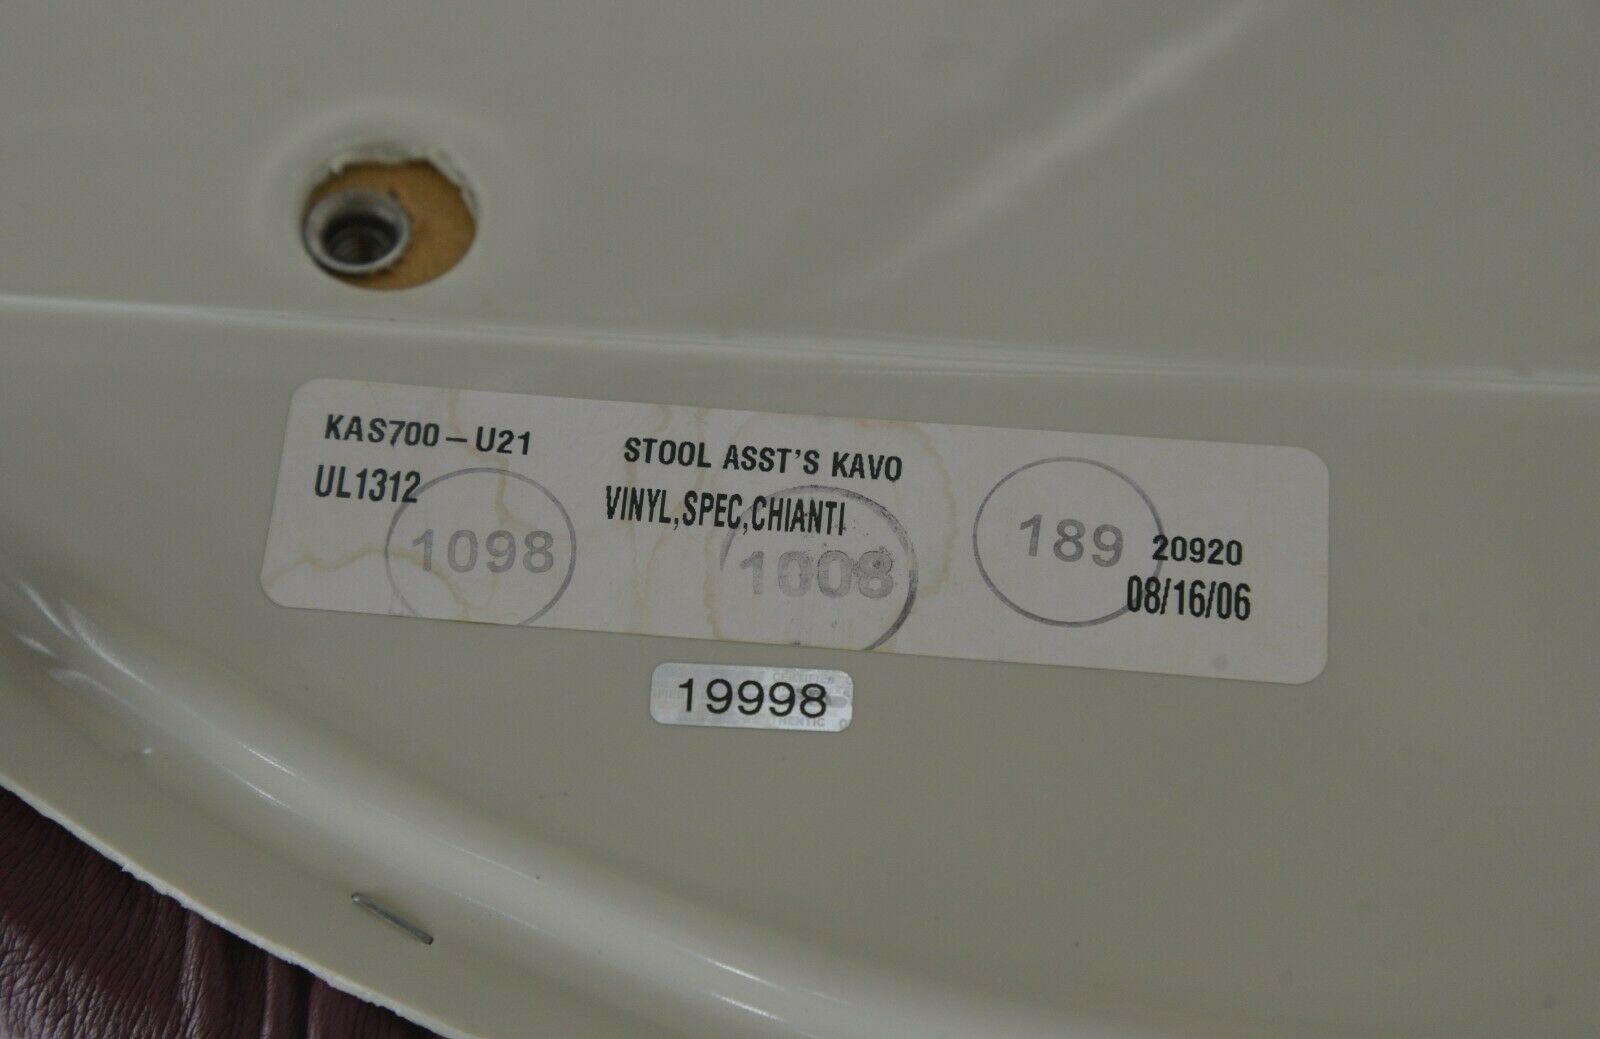 KAS700-U21 STOOL ASST'S KAVO
UL1312 VINYL,SPEC,CHIANTI
1098 1008 189 20920
08/16/06
19998